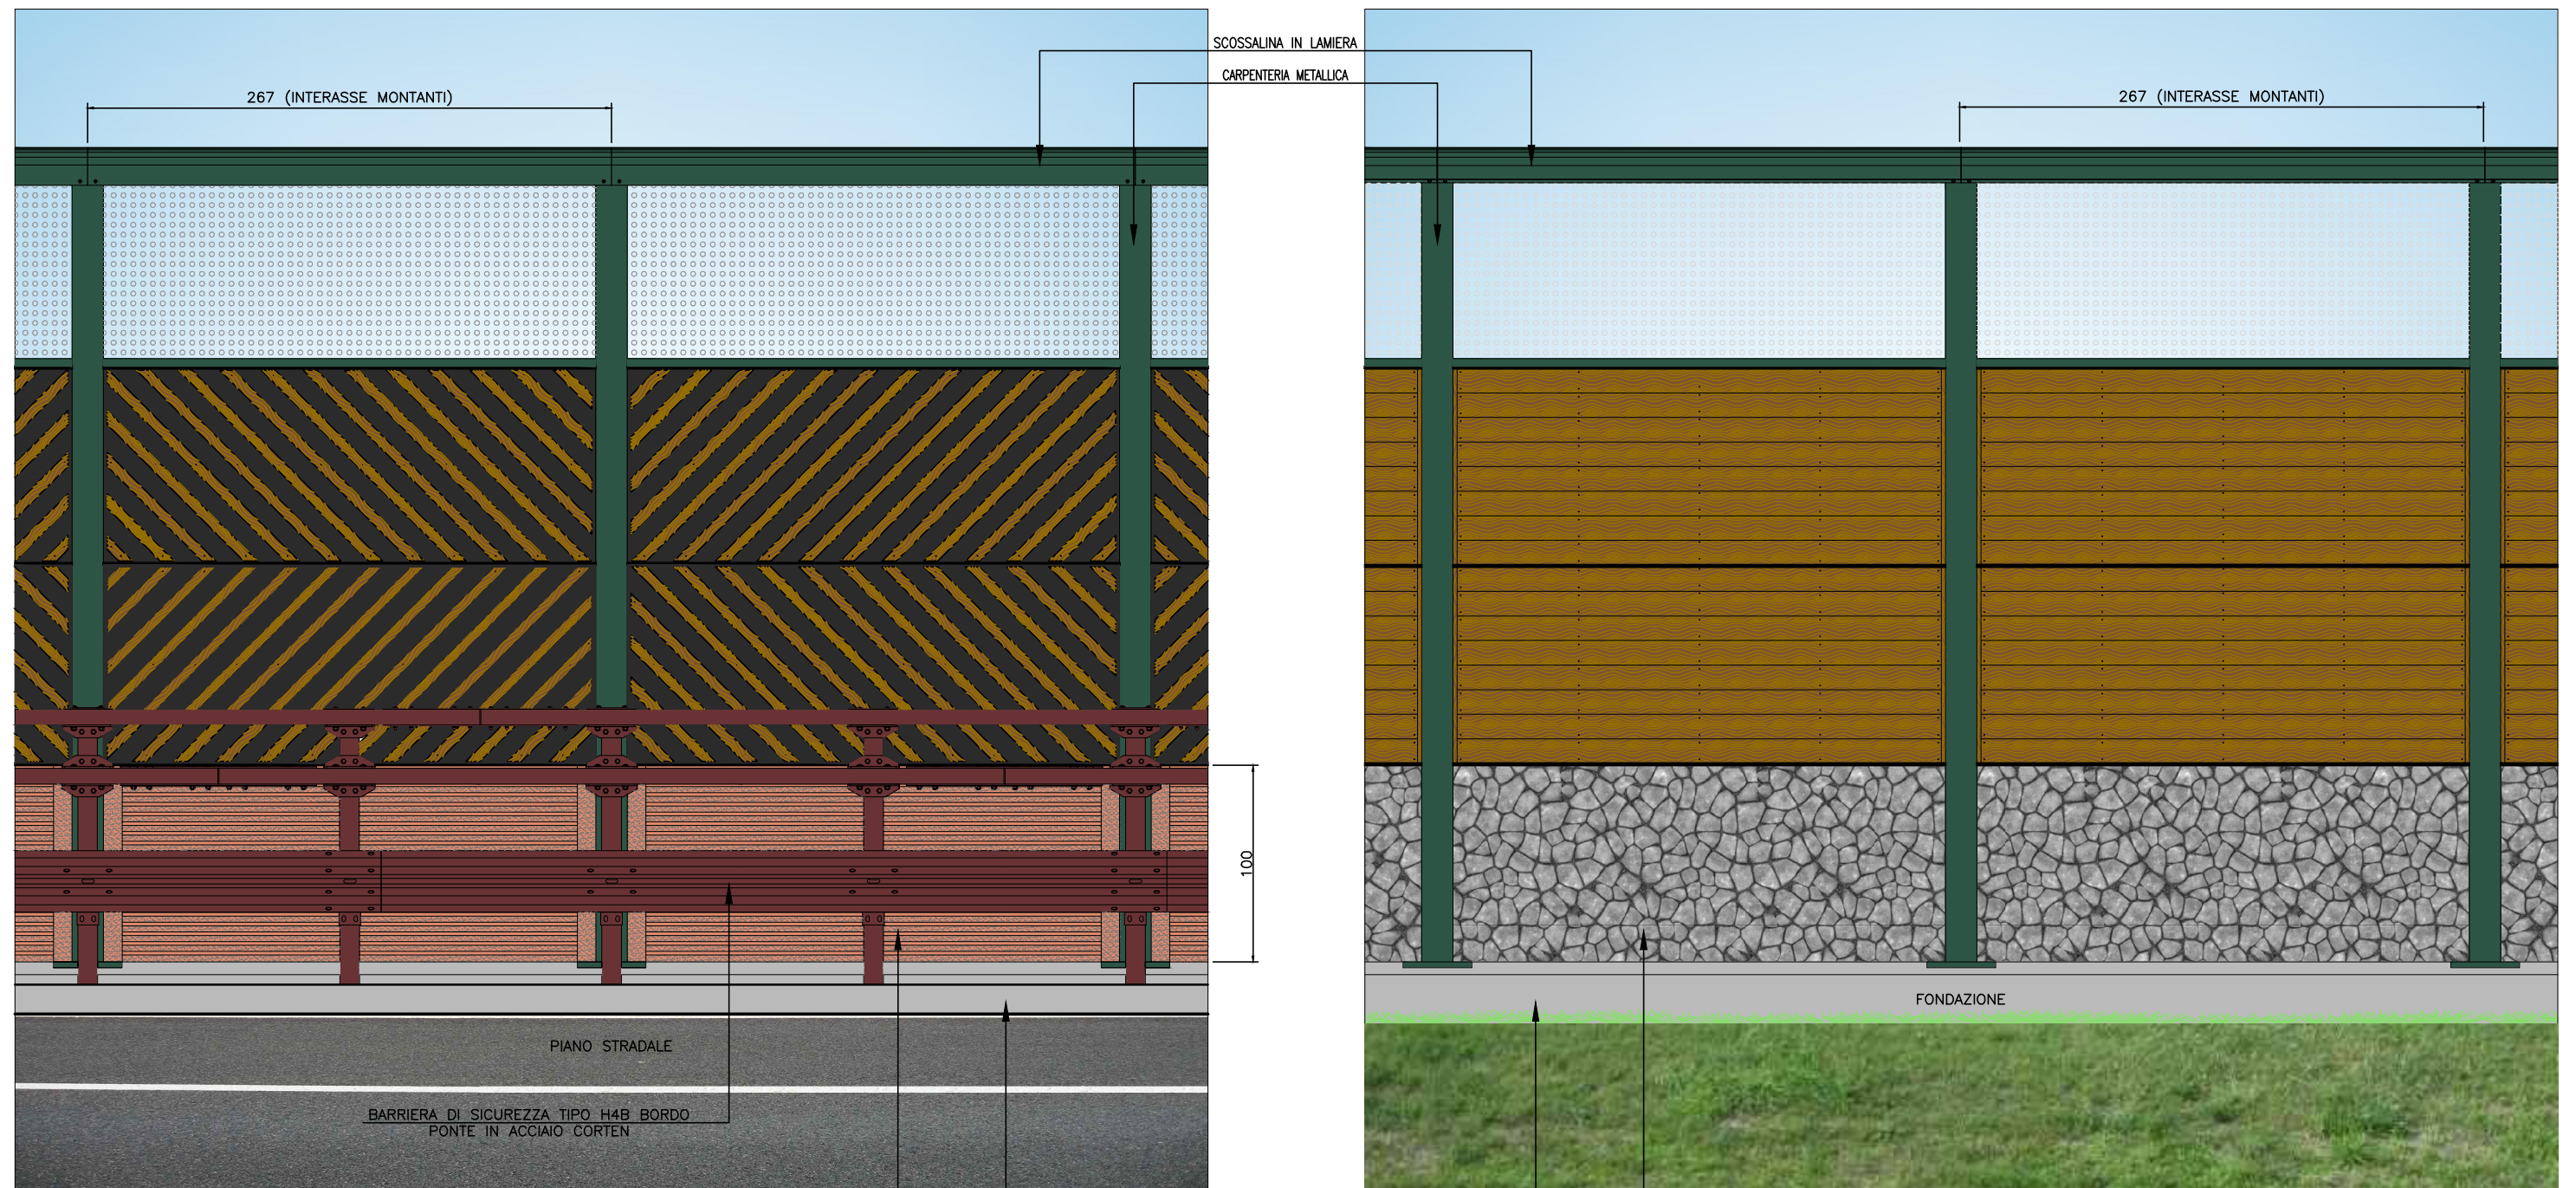 SCOSSALINA IN LAMIERA
CARPENTERIA METALLICA
267 (INTERASSE MONTANTI)
267 (INTERASSE MONTANTI)
100
FONDAZIONE
PIANO STRADALE
BARRIERA DI SICUREZZA TIPO H4B BORDO
PONTE IN ACCIAIO CORTEN